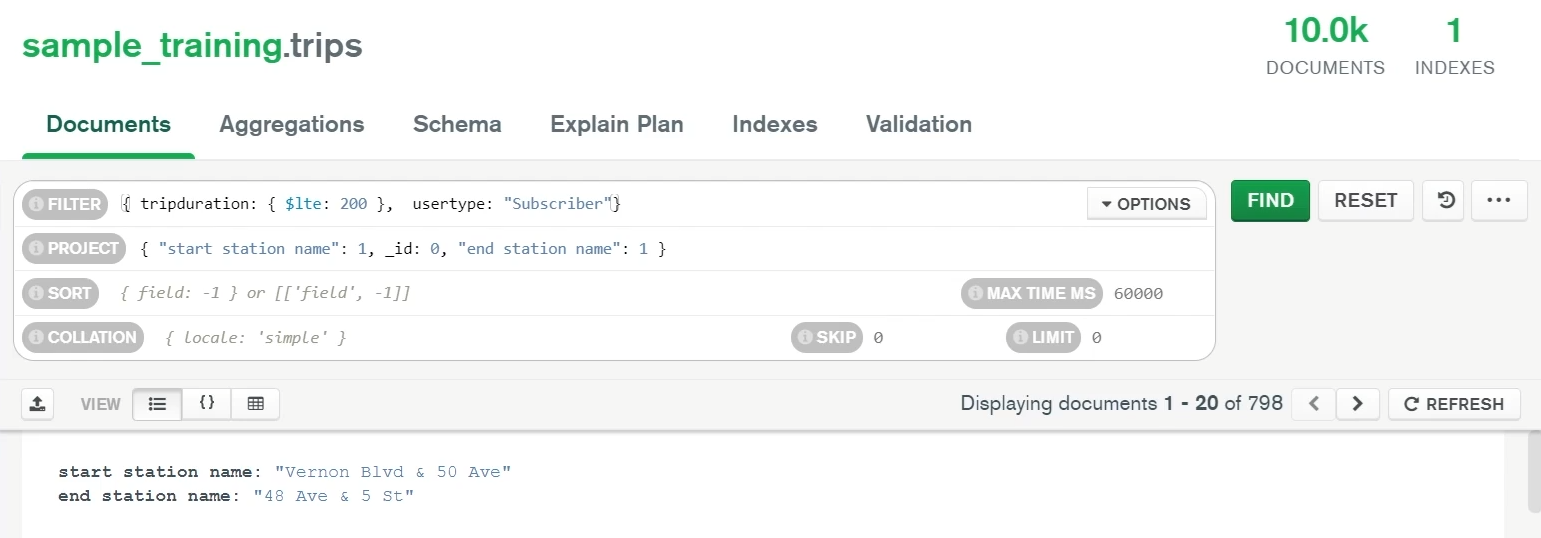 sample_training.trips
10.0k 1
DOCUMENTS INDEXES
Documents Aggregations Schema Explain Plan Indexes Validation
FILTER { tripduration: { $lte: 200 }, usertype: "Subscriber"} OPTIONS FIND RESET
PROJECT { "start station name": 1, _id: 0, "end station name": 1 }
SORT { field: -1 } or [['field', -1]] MAX TIME MS 60000
COLLATION { locale: 'simple' } SKIP 0 LIMIT 0
VIEW {} Displaying documents 1 - 20 of 798 REFRESH
start station name: "Vernon Blvd & 50 Ave"
end station name: "48 Ave & 5 St"